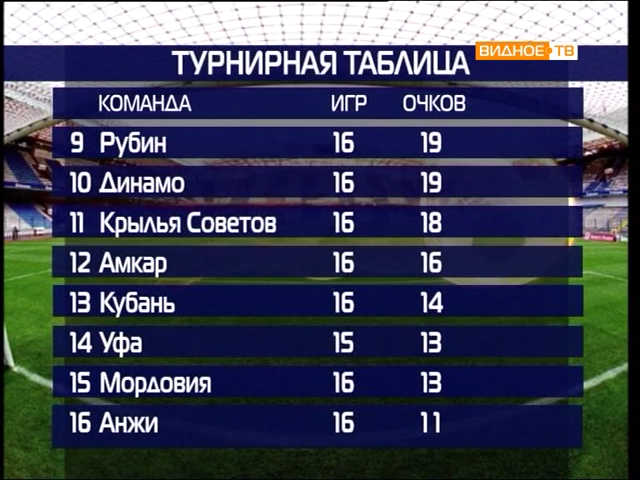 ВИДНОЕ ТВ
ТУРНИРНАЯ ТАБЛИЦА
КОМАНДА ИГР ОЧКОВ
9 Рубин 16 19
10 Динамо 16 19
11 Крылья Советов 16 18
12 Амкар 16 16
13 Кубань 16 14
14 Уфа 15 13
15 Мордовия 16 13
16 Анжи 16 11